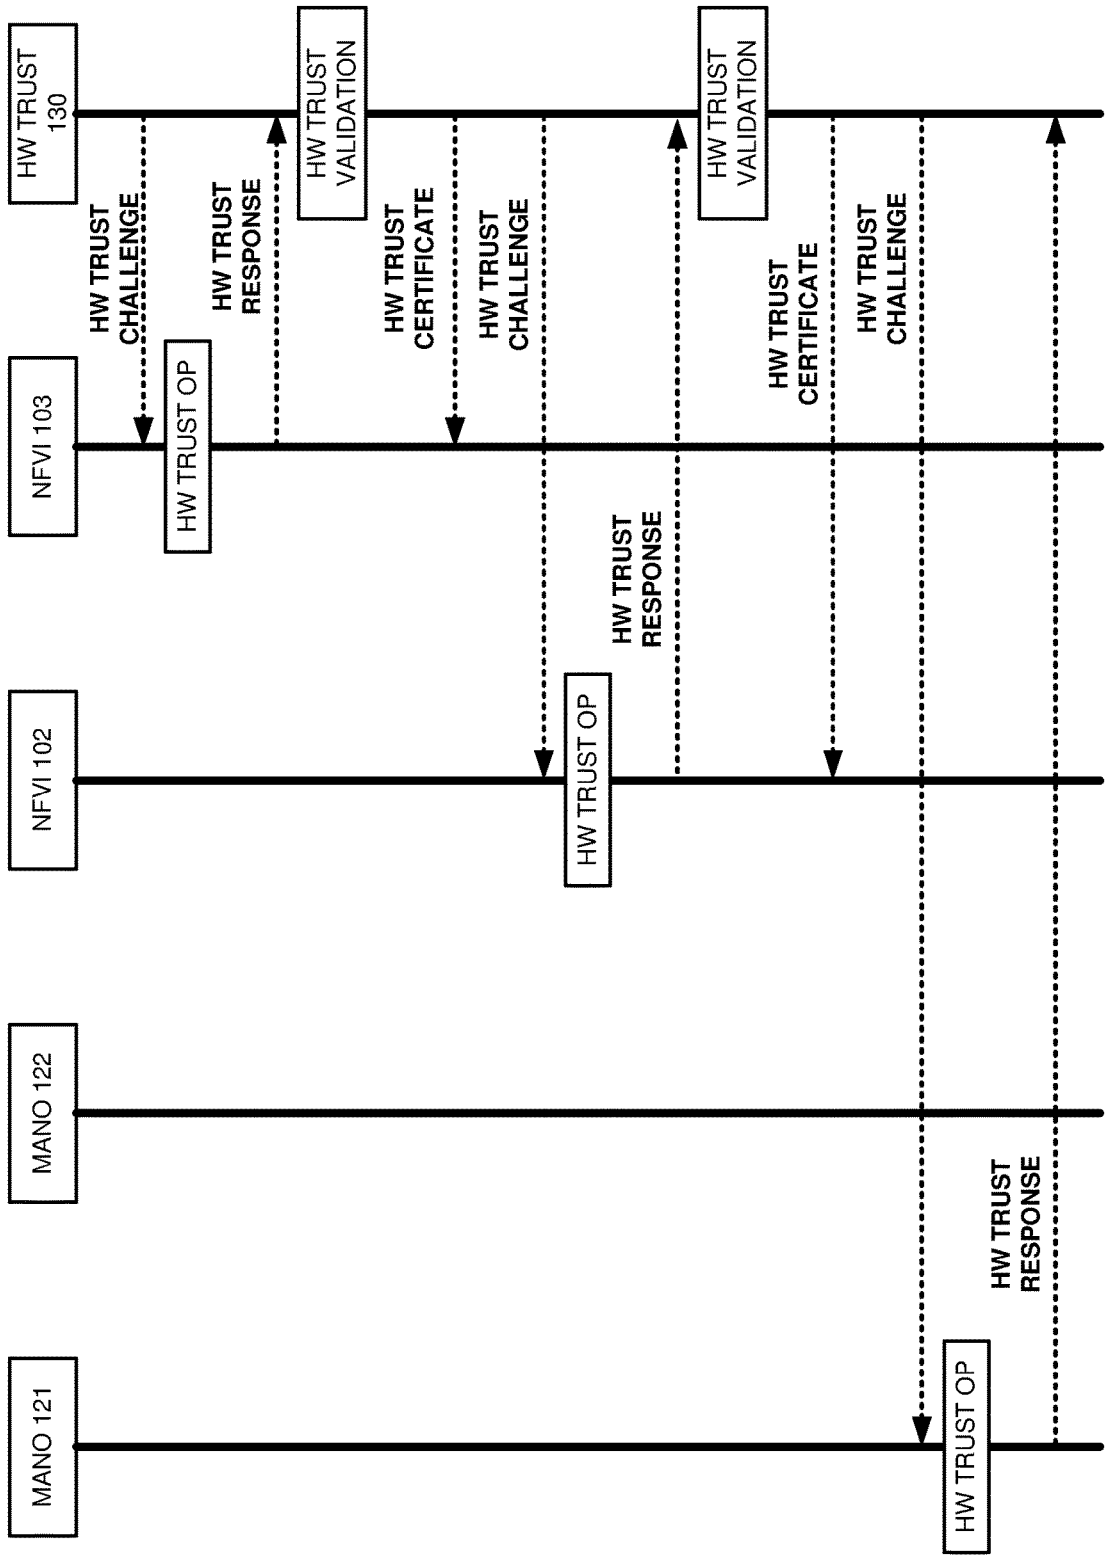 MANO 121
MANO 122
NFVI 102
NFVI 103
HW TRUST
130
HW TRUST
CHALLENGE
HW TRUST OP
HW TRUST
RESPONSE
HW TRUST
VALIDATION
HW TRUST
CERTIFICATE
HW TRUST
CHALLENGE
HW TRUST OP
HW TRUST
RESPONSE
HW TRUST
VALIDATION
HW TRUST
CERTIFICATE
HW TRUST
CHALLENGE
HW TRUST OP
HW TRUST
RESPONSE